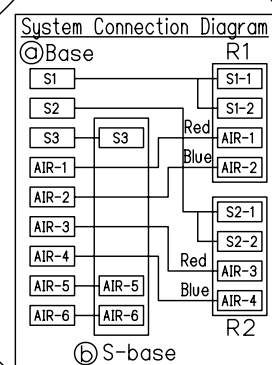 System Connection Diagram
ⓐBase R1
S1 S1-1
S2 S1-2
S3 S3 Red AIR-1
AIR-1 Blue AIR-2
AIR-2
AIR-3 S2-1
AIR-4 S2-2
AIR-5 AIR-5 Red AIR-3
AIR-6 AIR-6 Blue AIR-4
ⓑS-base R2